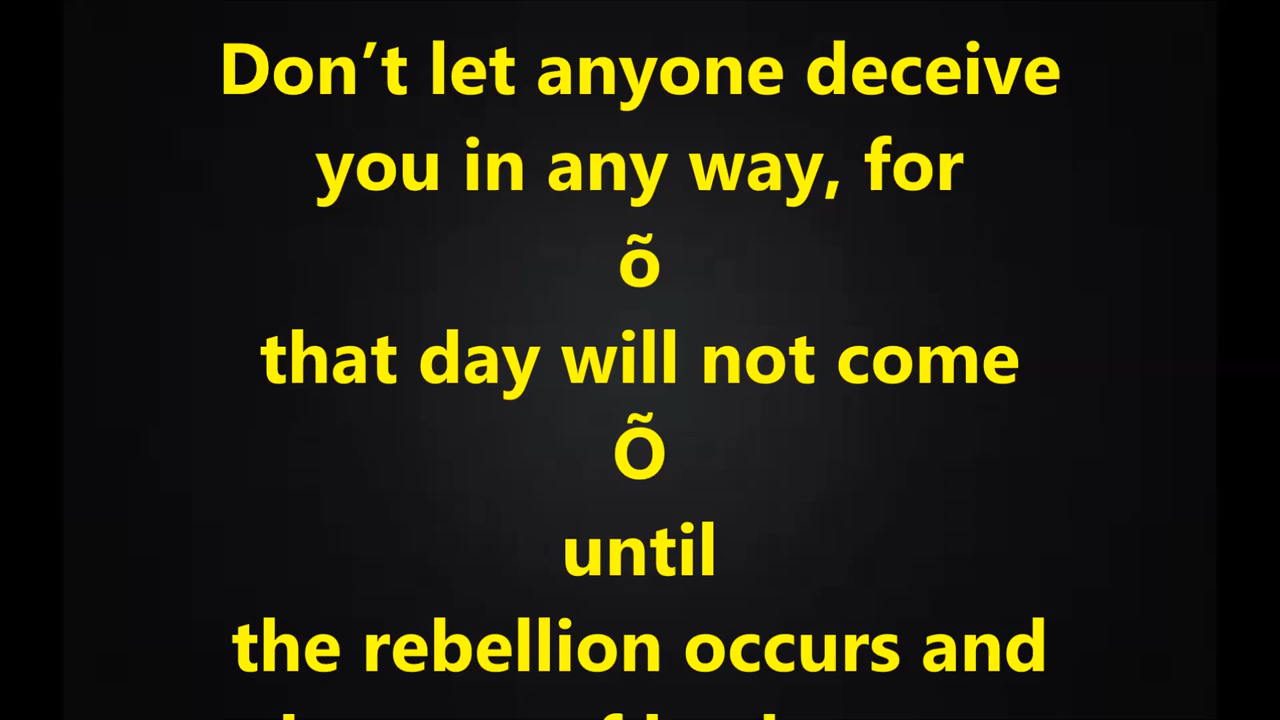 Don’t let anyone deceive
you in any way, for
õ
that day will not come
Õ
until
the rebellion occurs and